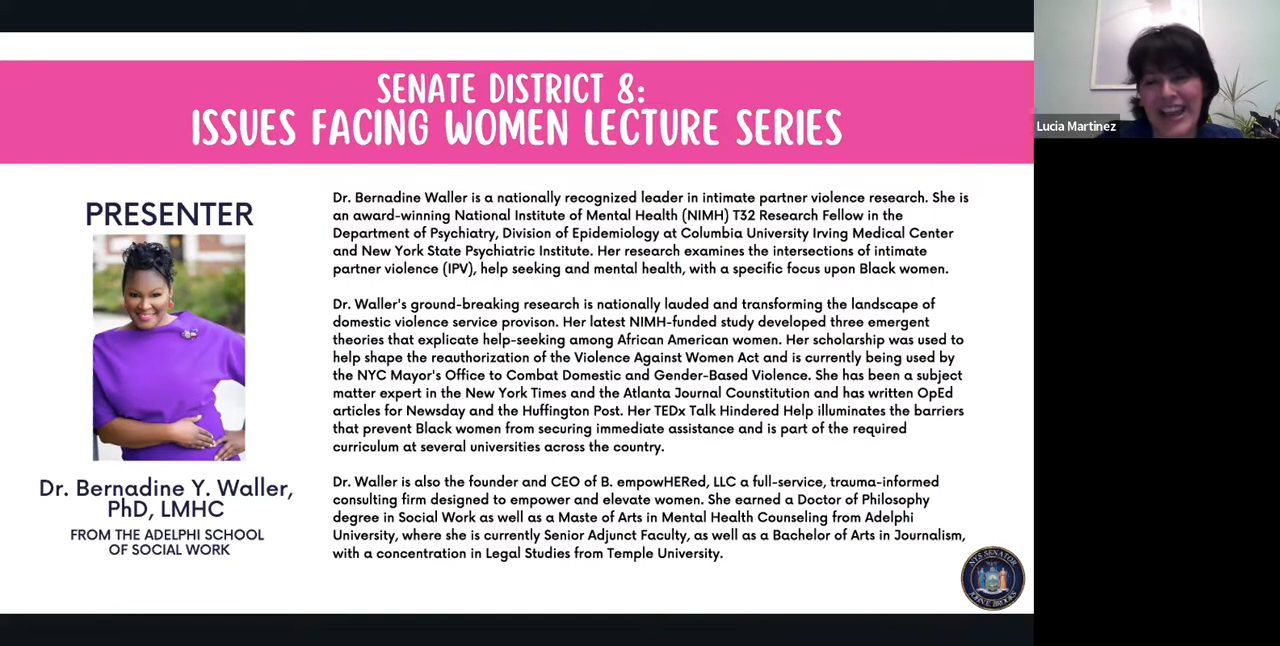 SENATE DISTRICT 8:
ISSUES FACING WOMEN LECTURE SERIES
PRESENTER
Dr. Bernadine Y. Waller,
PhD, LMHC
FROM THE ADELPHI SCHOOL
OF SOCIAL WORK
Dr. Bernadine Waller is a nationally recognized leader in intimate partner violence research. She is
an award-winning National Institute of Mental Health (NIMH) T32 Research Fellow in the
Department of Psychiatry, Division of Epidemiology at Columbia University Irving Medical Center
and New York State Psychiatric Institute. Her research examines the intersections of intimate
partner violence (IPV), help seeking and mental health, with a specific focus upon Black women.
Dr. Waller's ground-breaking research is nationally lauded and transforming the landscape of
domestic violence service provison. Her latest NIMH-funded study developed three emergent
theories that explicate help-seeking among African American women. Her scholarship was used to
help shape the reauthorization of the Violence Against Women Act and is currently being used by
the NYC Mayor's Office to Combat Domestic and Gender-Based Violence. She has been a subject
matter expert in the New York Times and the Atlanta Journal Counstitution and has written OpEd
articles for Newsday and the Huffington Post. Her TEDx Talk Hindered Help illuminates the barriers
that prevent Black women from securing immediate assistance and is part of the required
curriculum at several universities across the country.
Dr. Waller is also the founder and CEO of B. empowHERed, LLC a full-service, trauma-informed
consulting firm designed to empower and elevate women. She earned a Doctor of Philosophy
degree in Social Work as well as a Maste of Arts in Mental Health Counseling from Adelphi
University, where she is currently Senior Adjunct Faculty, as well as a Bachelor of Arts in Journalism,
with a concentration in Legal Studies from Temple University.
NYS SENATOR
JOHN E. BROOKS
Lucia Martinez